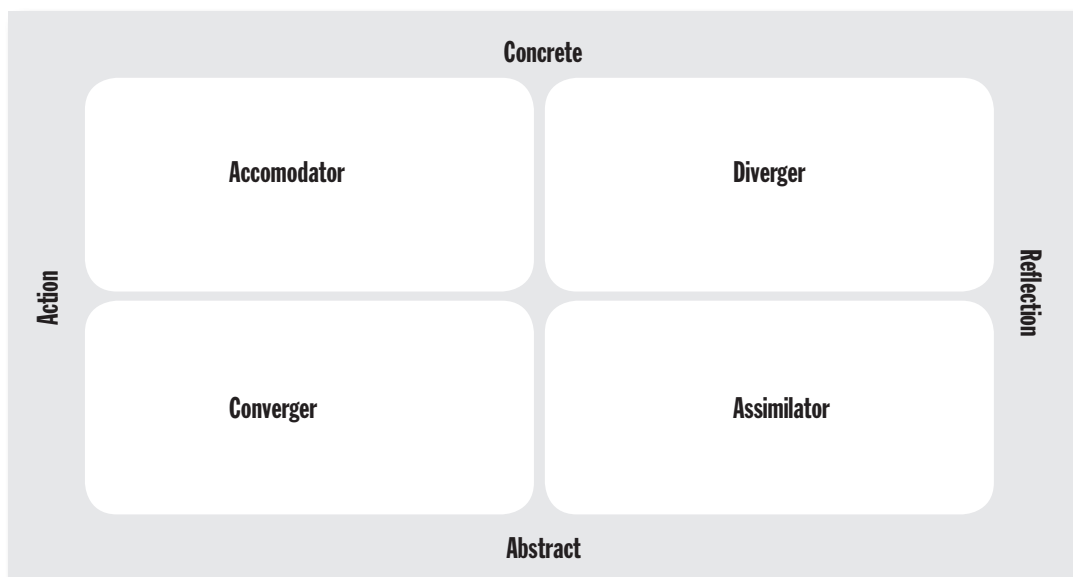 Concrete
Accomodator
Diverger
Action
Reflection
Converger
Assimilator
Abstract